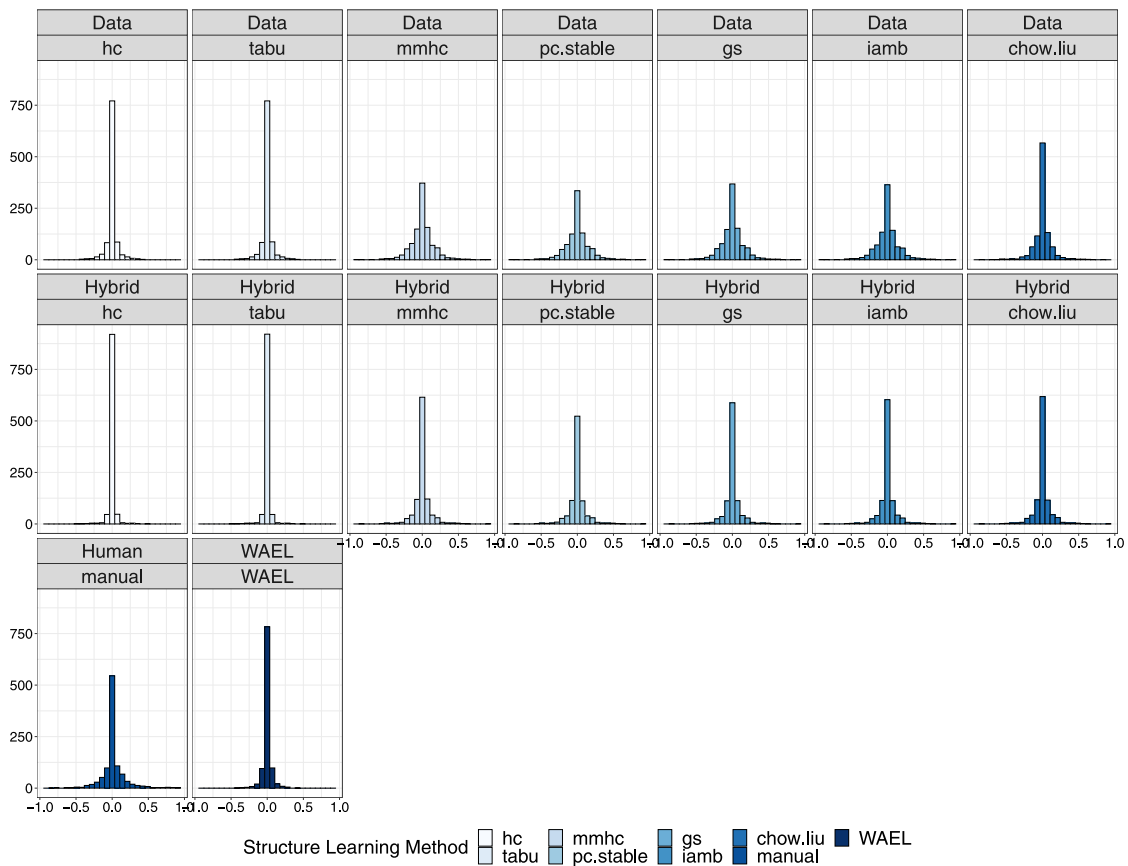 Data Data Data Data Data Data Data
hc tabu mmhc pc.stable gs iamb chow.liu
750
500
250
0
Hybrid Hybrid Hybrid Hybrid Hybrid Hybrid Hybrid
hc tabu mmhc pc.stable gs iamb chow.liu
750
500
250
0
-1.0 -0.5 0.0 0.5 1.0 -1.0 -0.5 0.0 0.5 1.0 -1.0 -0.5 0.0 0.5 1.0 -1.0 -0.5 0.0 0.5 1.0 -1.0 -0.5 0.0 0.5 1.0
Human WAEL
manual WAEL
750
500
250
0
-1.0 -0.5 0.0 0.5 1.0 -1.0 -0.5 0.0 0.5 1.0
Structure Learning Method
hc mmhc gs chow.liu WAEL
tabu pc.stable iamb manual